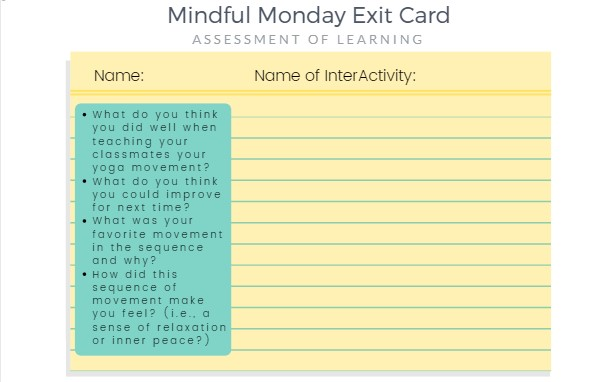 Mindful Monday Exit Card
ASSESSMENT OF LEARNING
Name: Name of InterActivity:
• What do you think
you did well when
teaching your
classmates your
yoga movement?
• What do you think
you could improve
for next time?
• What was your
favorite movement
in the sequence
and why?
• How did this
sequence of
movement make
you feel? (i.e., a
sense of relaxation
or inner peace?)